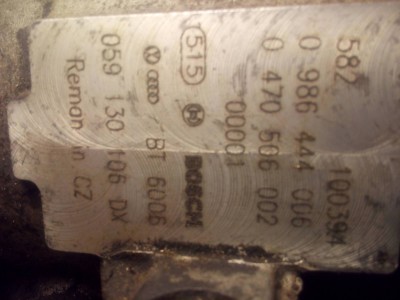 582 100394
0 986 444 006
0 470 506 002
00001
515 BOSCH
BT 6006
059 130 106 DX
Reman in CZ